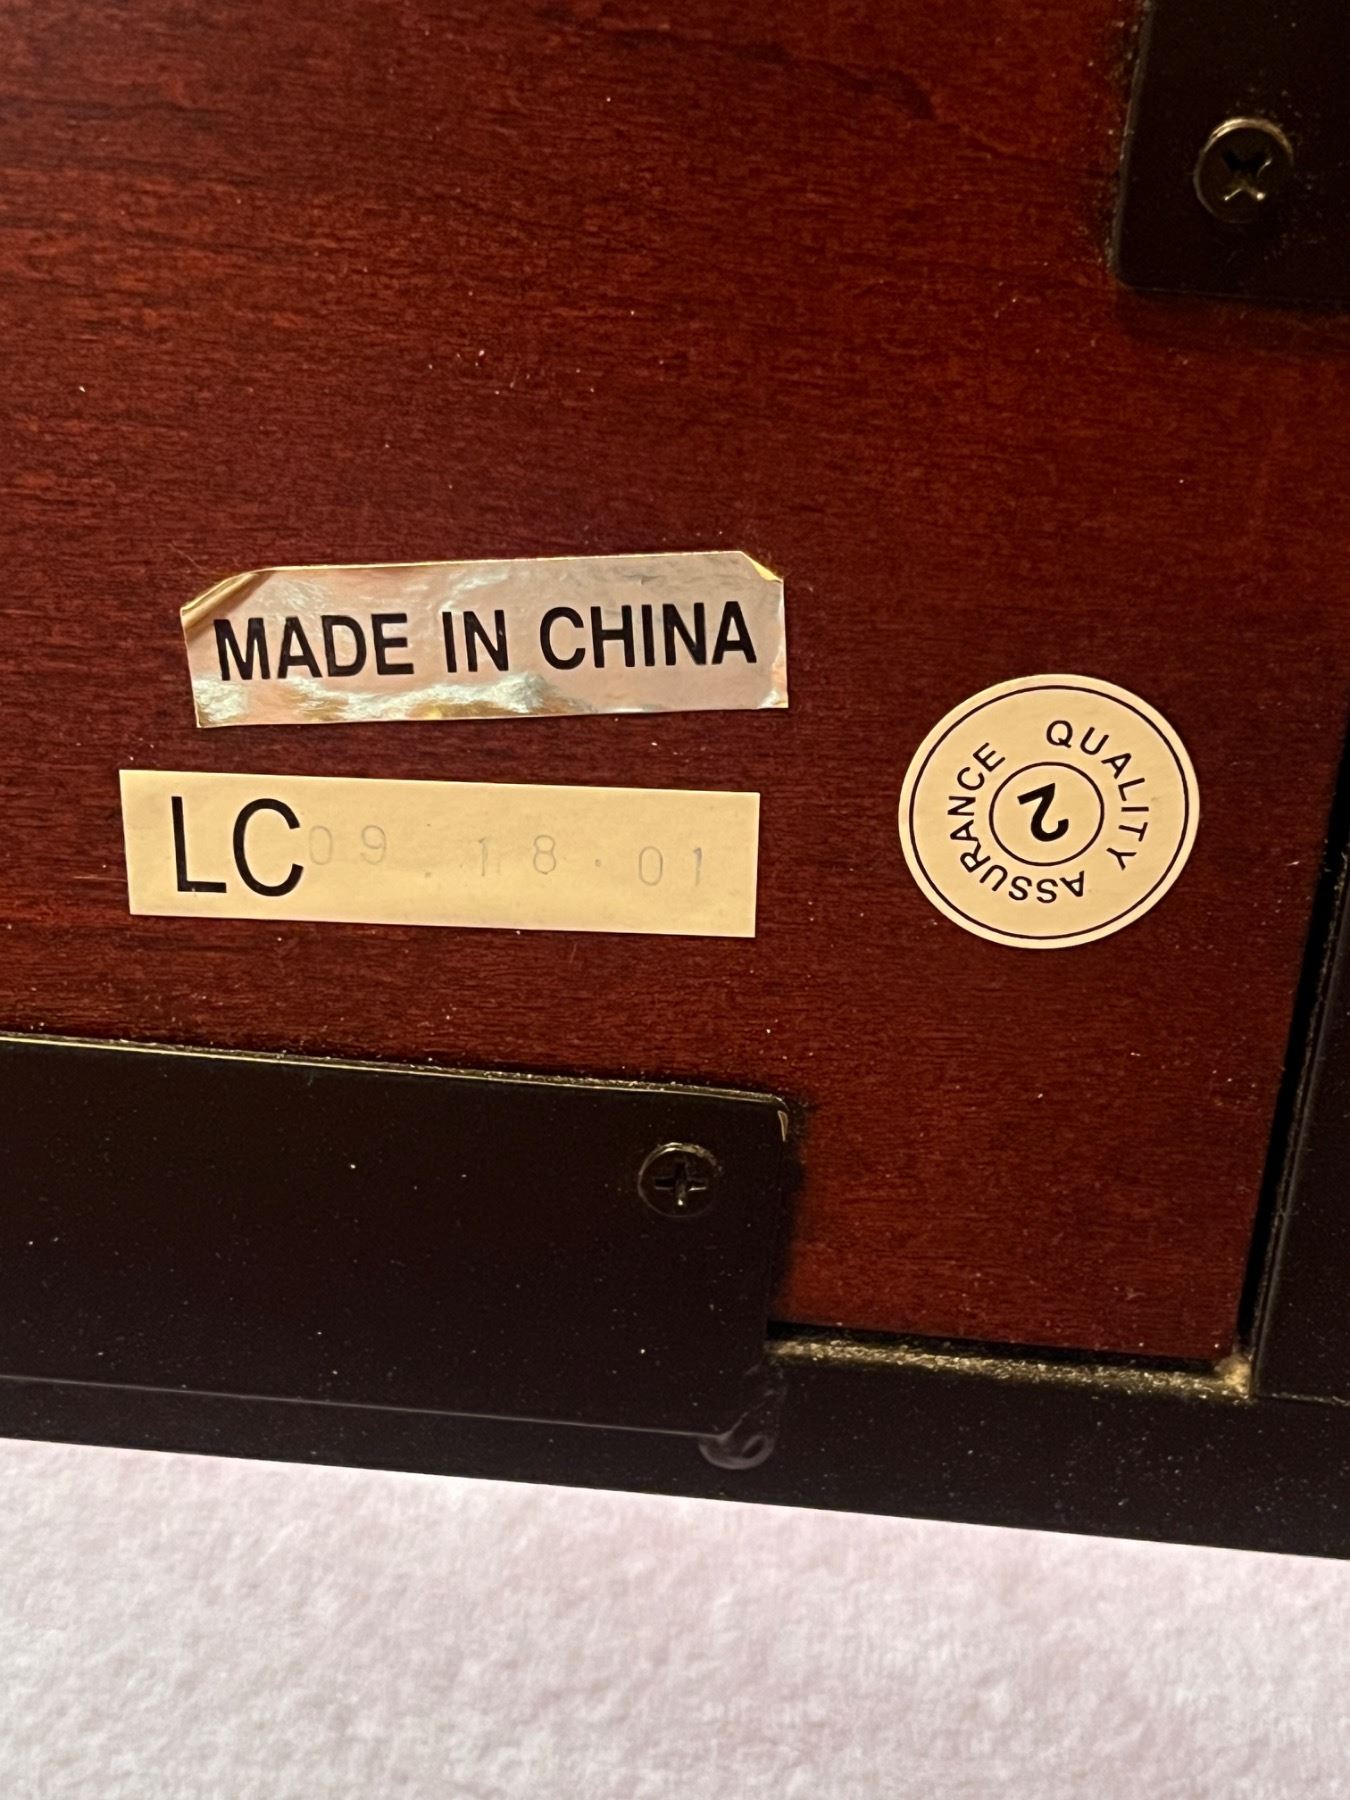 MADE IN CHINA
LC 09.18.01
QUALITY ASSURANCE
2